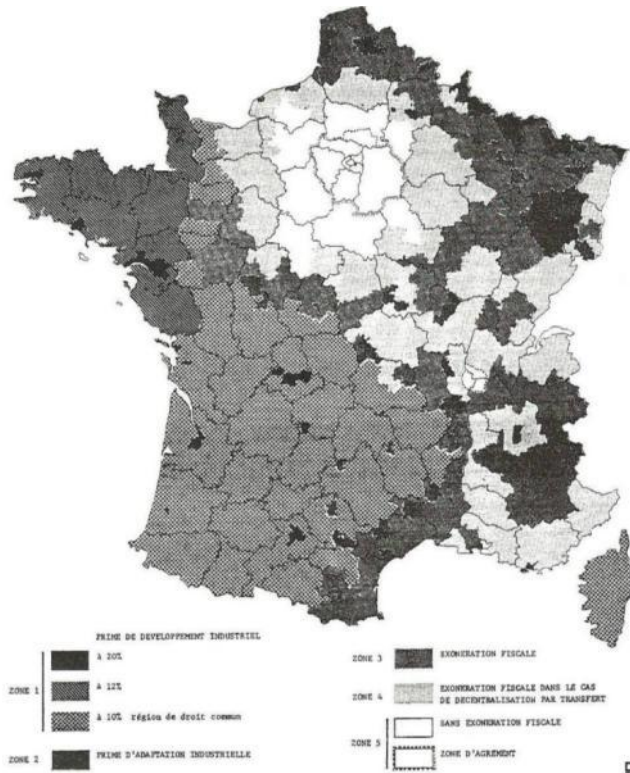 PRIME DE DEVELOPPEMENT INDUSTRIEL
ZONE 1
à 20%
à 12%
à 10% région de droit commun
ZONE 2
PRIME D'ADAPTATION INDUSTRIELLE
ZONE 3
EXONERATION FISCALE
ZONE 4
EXONERATION FISCALE DANS LE CAS
DE DECENTRALISATION PAR TRANSFERT
ZONE 5
SANS EXONERATION FISCALE
ZONE D'AGREMENT